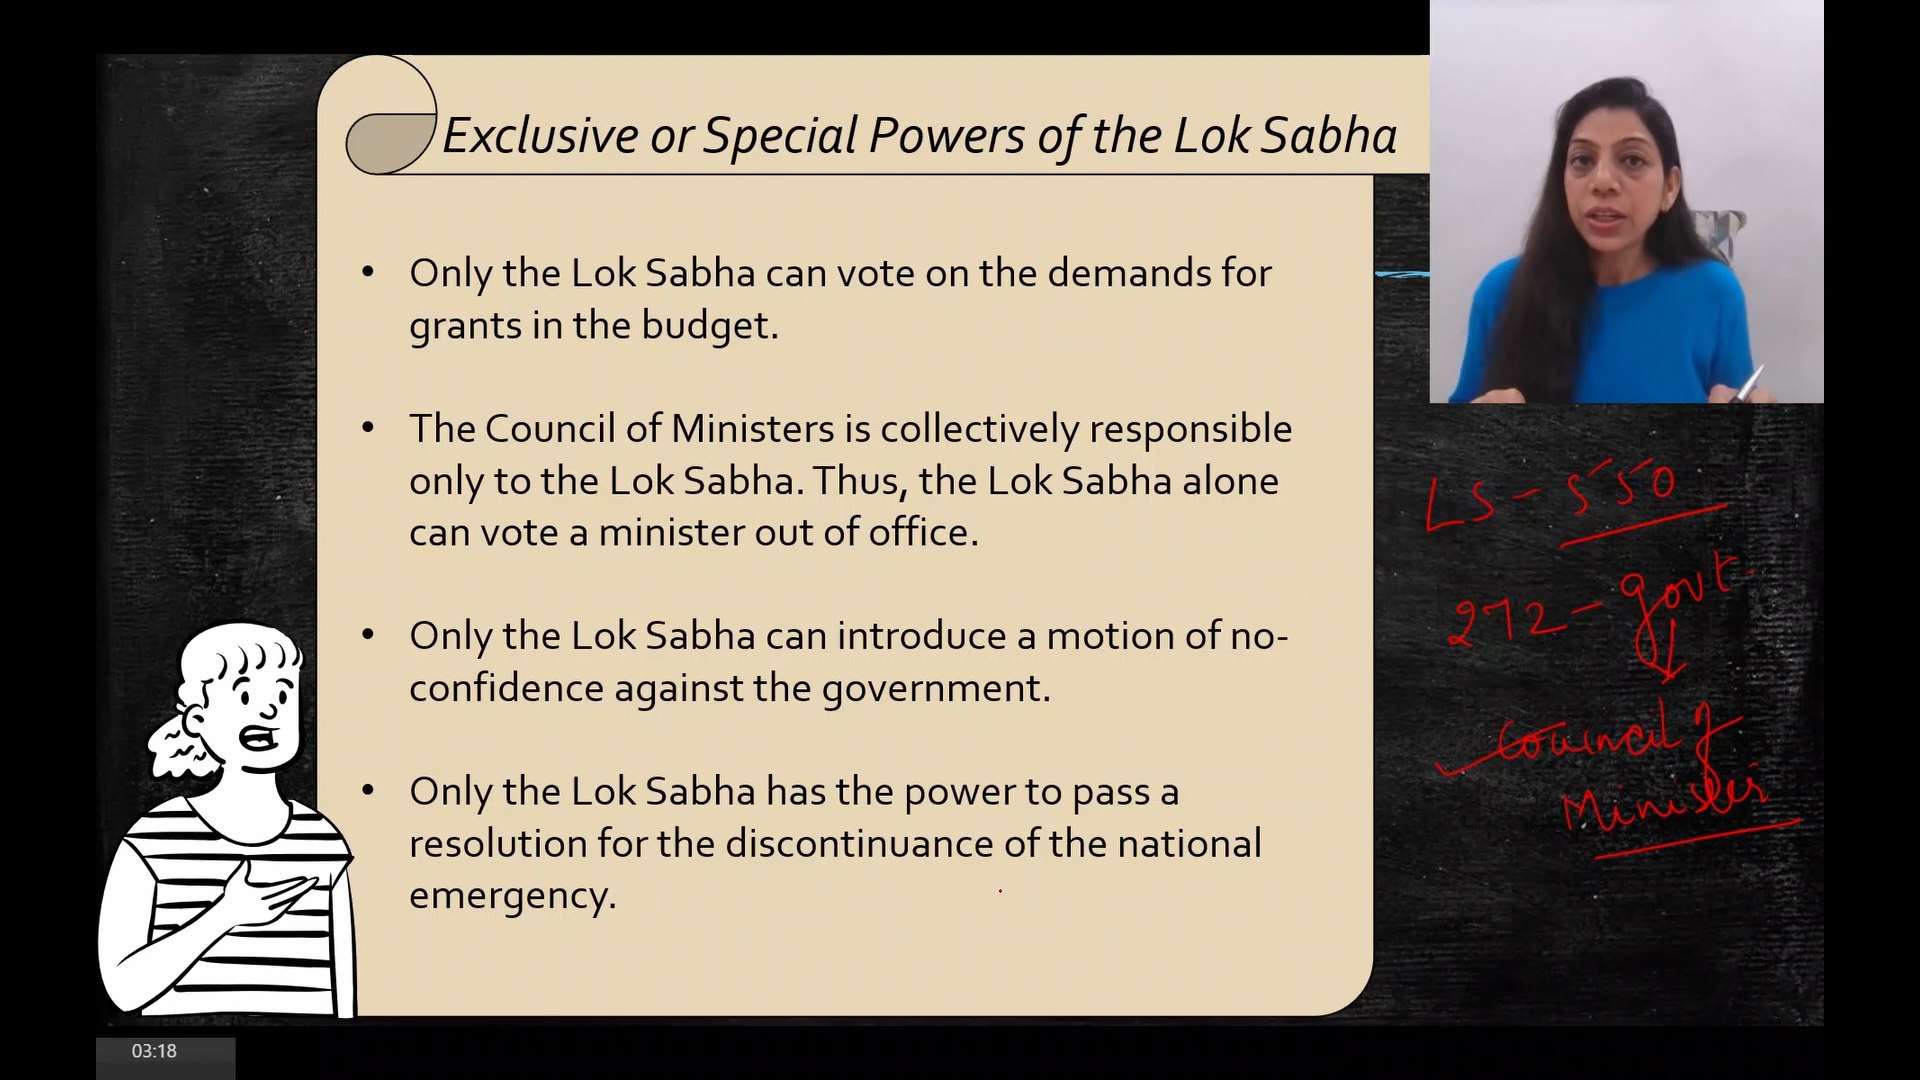 Exclusive or Special Powers of the Lok Sabha
• Only the Lok Sabha can vote on the demands for
grants in the budget.
• The Council of Ministers is collectively responsible
only to the Lok Sabha. Thus, the Lok Sabha alone
can vote a minister out of office.
• Only the Lok Sabha can introduce a motion of no-
confidence against the government.
• Only the Lok Sabha has the power to pass a
resolution for the discontinuance of the national
emergency.
LS - 550
272 - govt.
Council of
Minister
03:18